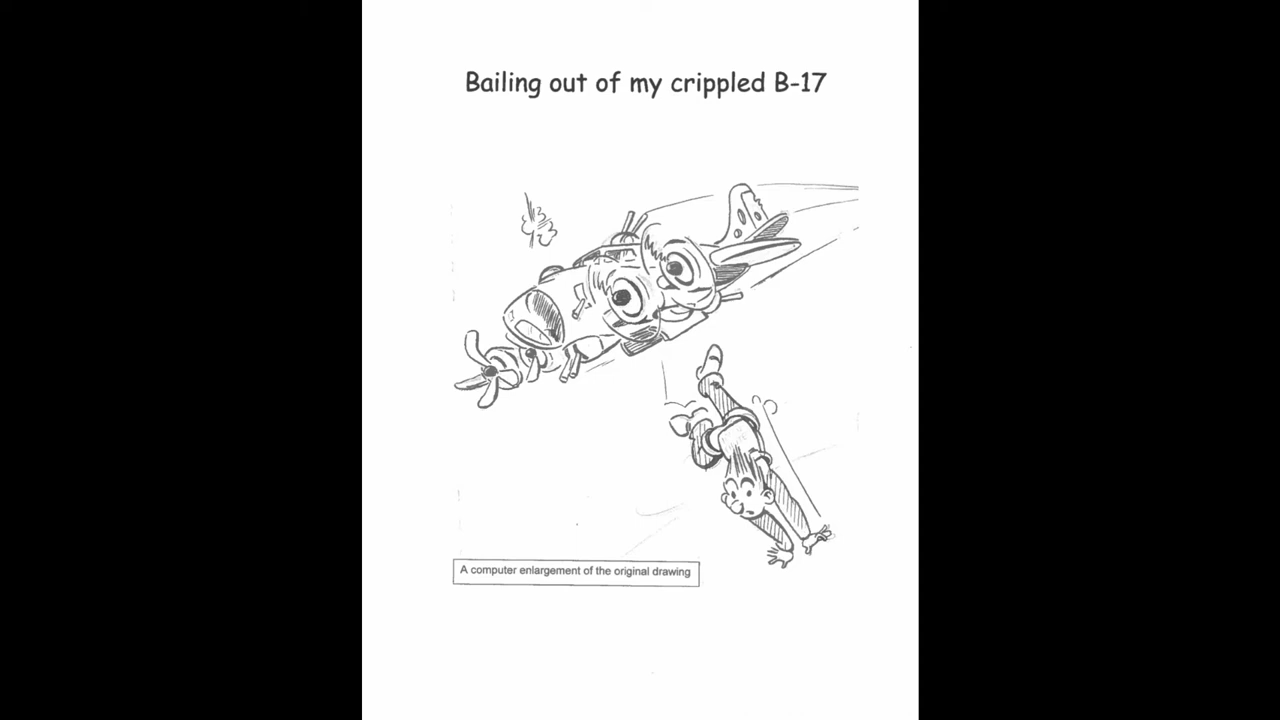 Bailing out of my crippled B-17
A computer enlargement of the original drawing